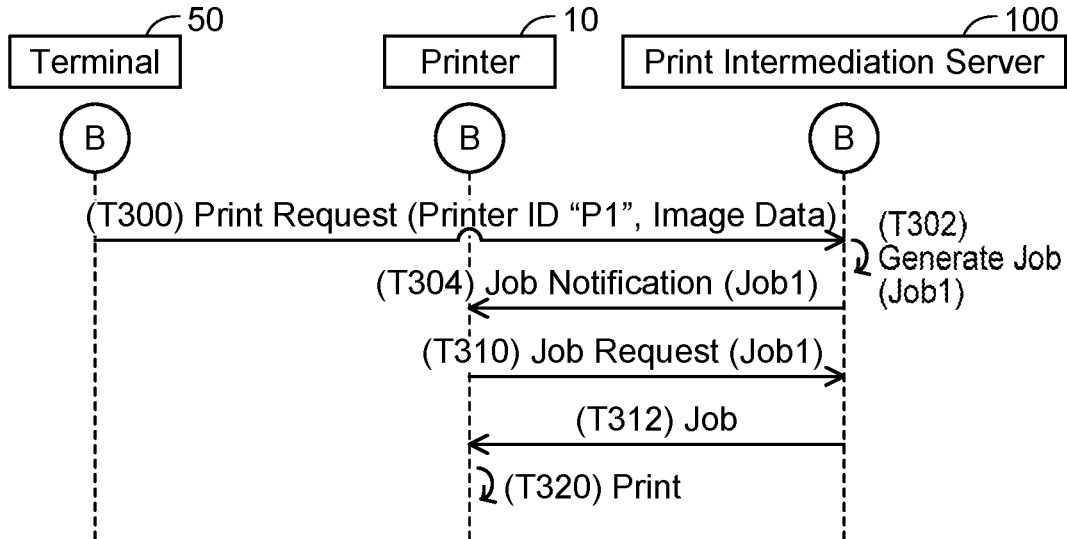 50
10
100
Terminal
Printer
Print Intermediation Server
B
B
B
(T300) Print Request (Printer ID “P1”, Image Data)
(T302)
Generate Job
(Job1)
(T304) Job Notification (Job1)
(T310) Job Request (Job1)
(T312) Job
(T320) Print